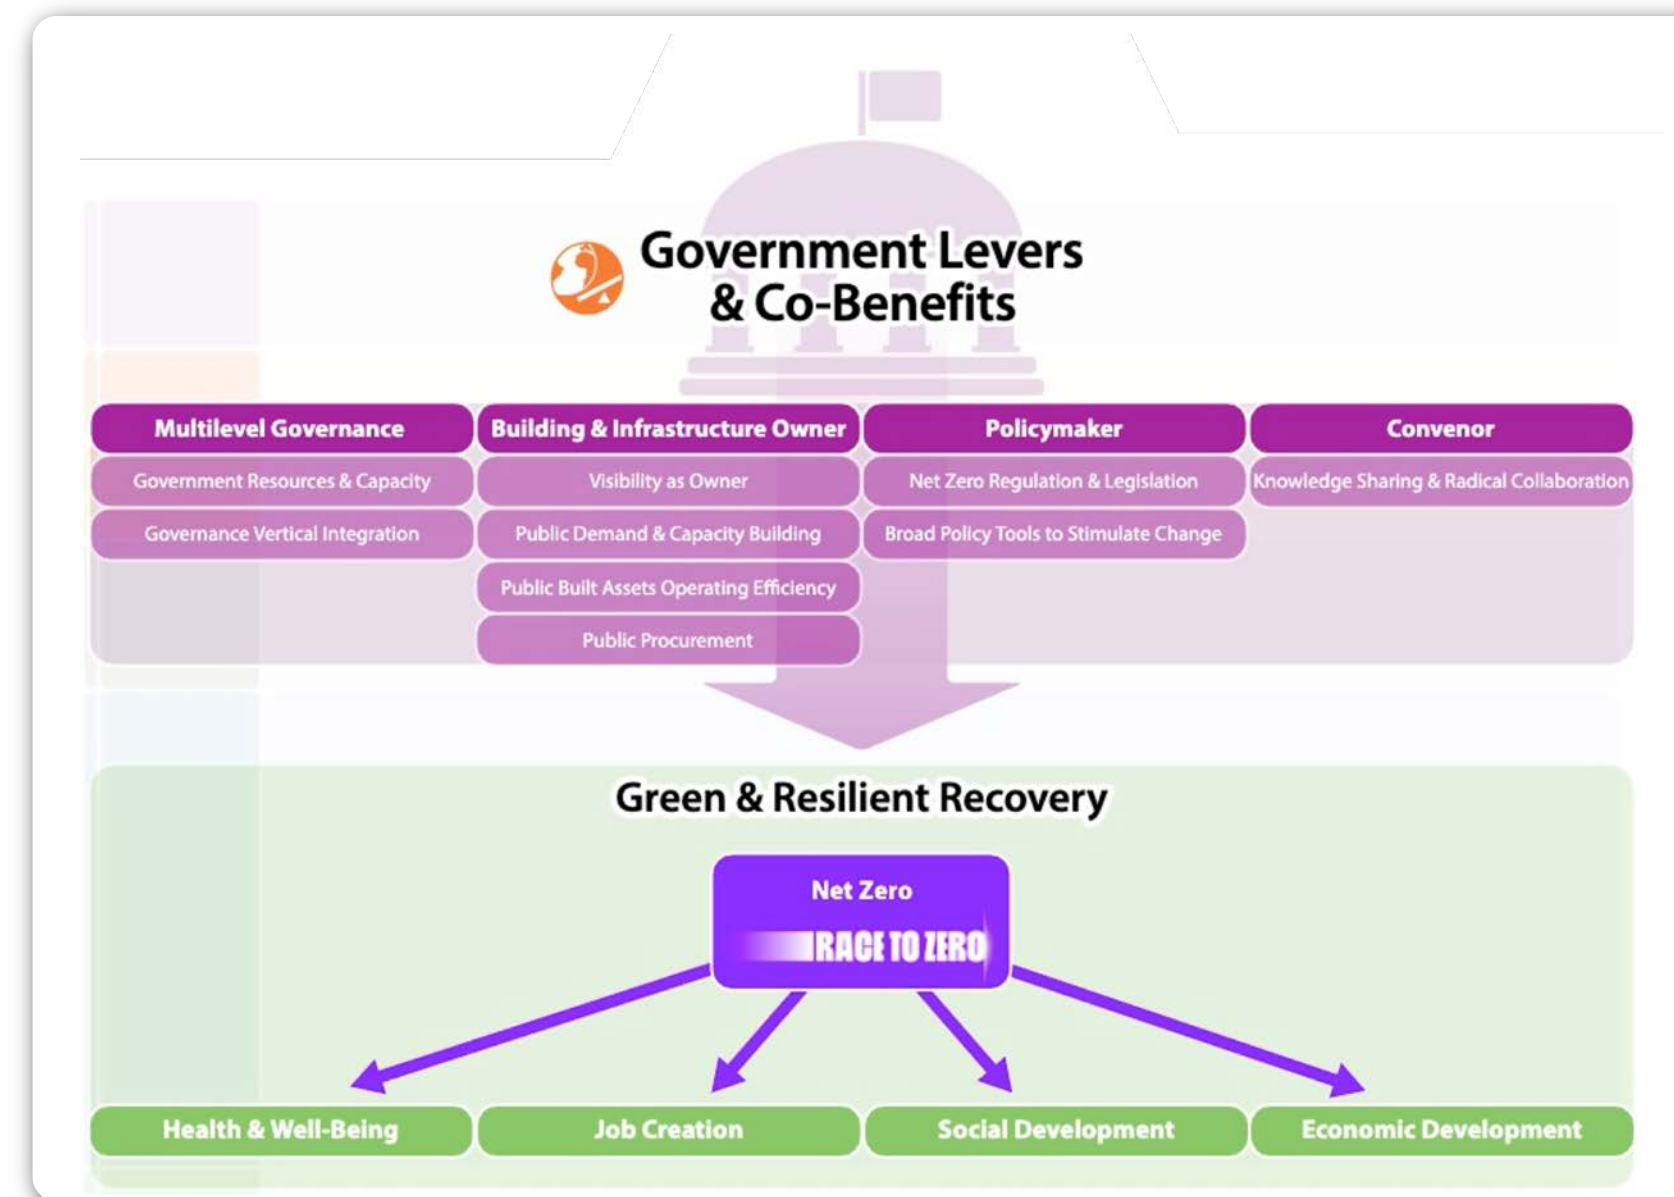 Government Levers
& Co-Benefits
Multilevel Governance
Government Resources & Capacity
Governance Vertical Integration
Building & Infrastructure Owner
Visibility as Owner
Public Demand & Capacity Building
Public Built Assets Operating Efficiency
Public Procurement
Policymaker
Net Zero Regulation & Legislation
Broad Policy Tools to Stimulate Change
Convenor
Knowledge Sharing & Radical Collaboration
Green & Resilient Recovery
Net Zero
RACE TO ZERO
Health & Well-Being
Job Creation
Social Development
Economic Development